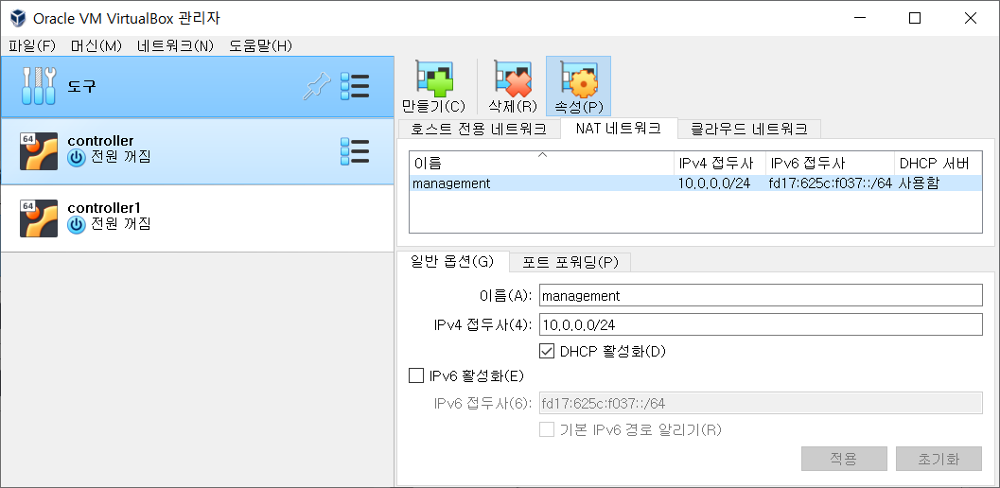 Oracle VM VirtualBox 관리자
파일(F) 머신(M) 네트워크(N) 도움말(H)
도구
64
controller
전원 꺼짐
64
controller1
전원 꺼짐
만들기(C) 삭제(R) 속성(P)
호스트 전용 네트워크 NAT 네트워크 클라우드 네트워크
이름 IPv4 접두사 IPv6 접두사 DHCP 서버
management 10.0.0.0/24 fd17:625c:f037::/64 사용함
일반 옵션(G) 포트 포워딩(P)
이름(A): management
IPv4 접두사(4): 10.0.0.0/24
DHCP 활성화(D)
IPv6 활성화(E)
IPv6 접두사(6): fd17:625c:f037::/64
기본 IPv6 경로 알리기(R)
적용 초기화